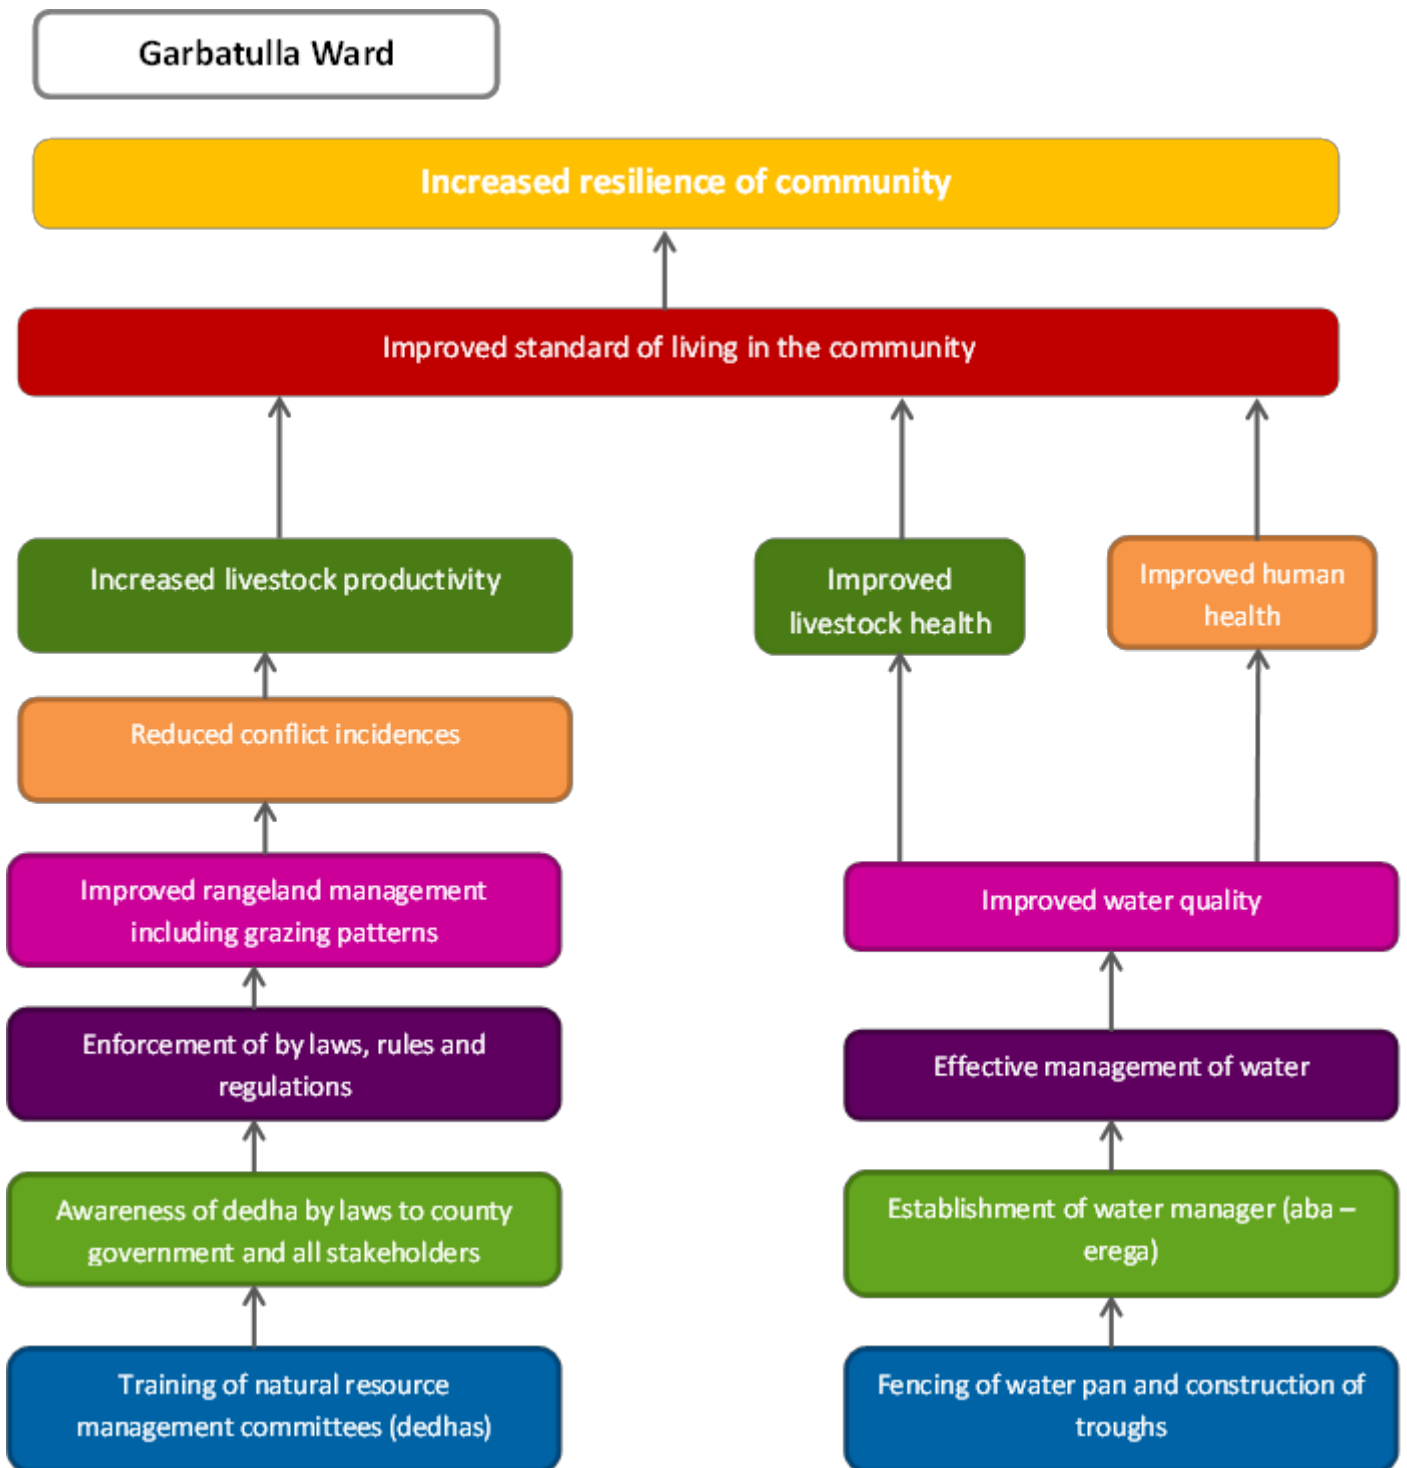 Garbatulla Ward
Increased resilience of community
Improved standard of living in the community
Increased livestock productivity
Improved
livestock health
Improved human
health
Reduced conflict incidences
Improved rangeland management
including grazing patterns
Improved water quality
Enforcement of by laws, rules and
regulations
Effective management of water
Awareness of dedha by laws to county
government and all stakeholders
Establishment of water manager (aba –
erega)
Training of natural resource
management committees (dedhas)
Fencing of water pan and construction of
troughs